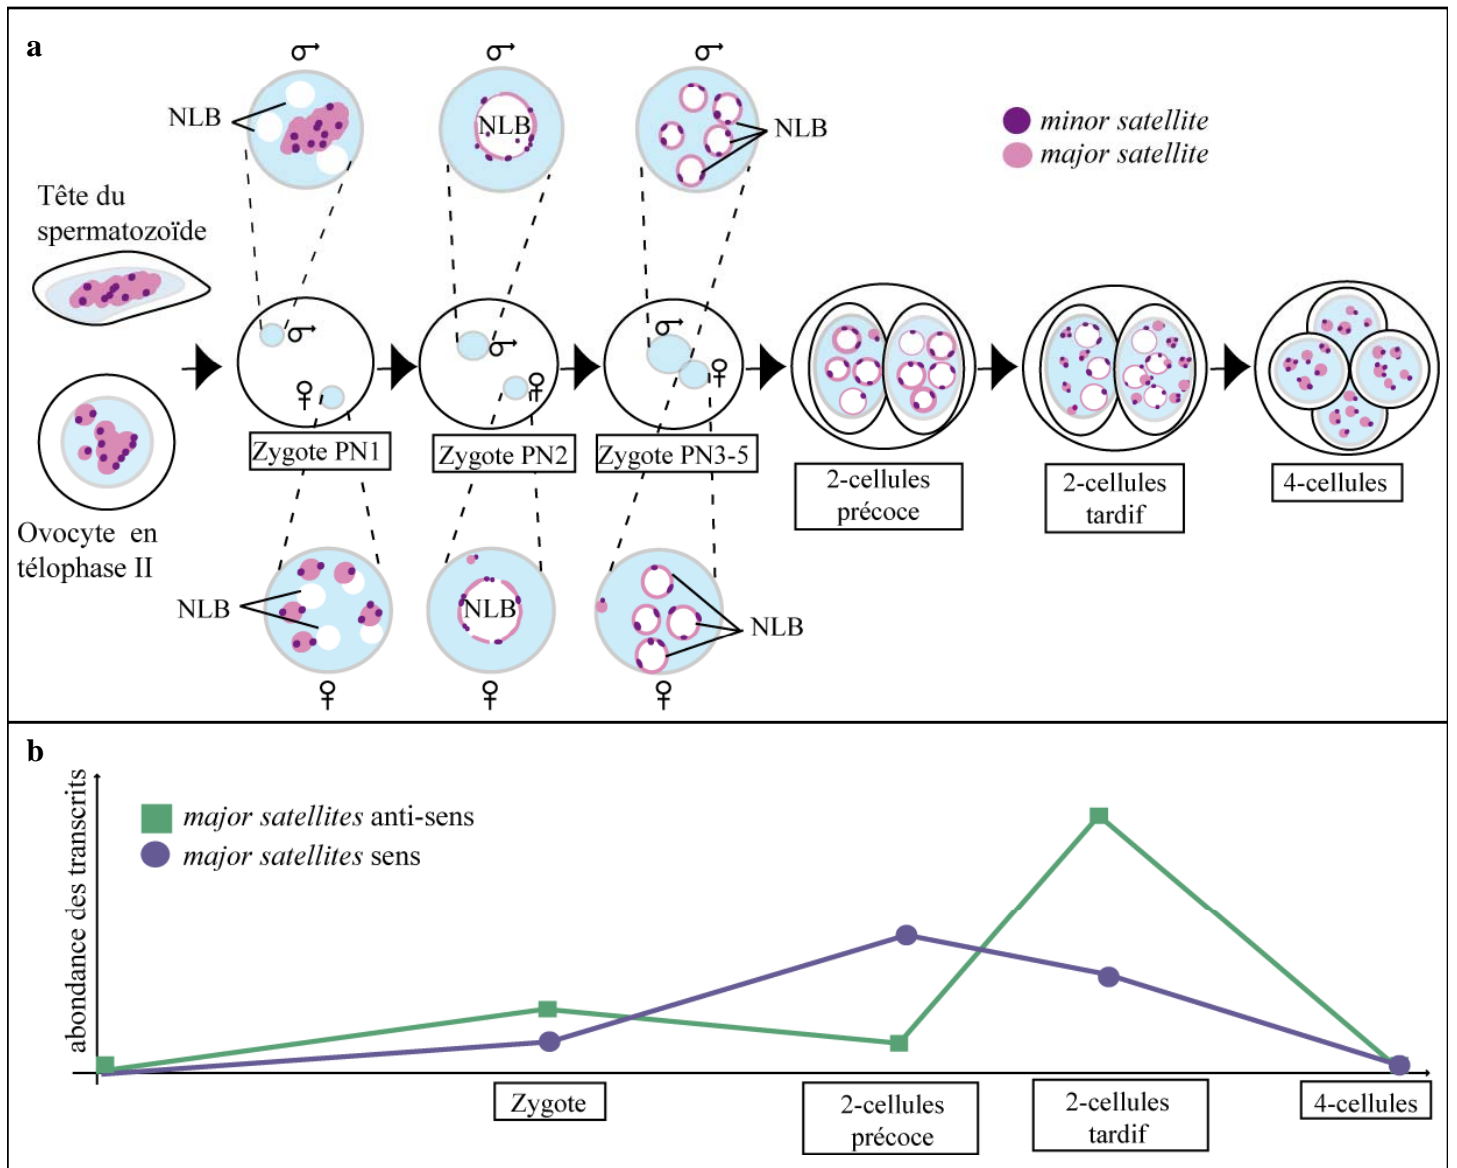 a
NLB
NLB
NLB
minor satellite
major satellite
Tête du
spermatozoïde
Ovocyte en
télophase II
Zygote PN1
Zygote PN2
Zygote PN3-5
2-cellules
précoce
2-cellules
tardif
4-cellules
NLB
NLB
NLB
b
abondance des transcrits
major satellites anti-sens
major satellites sens
Zygote
2-cellules
précoce
2-cellules
tardif
4-cellules